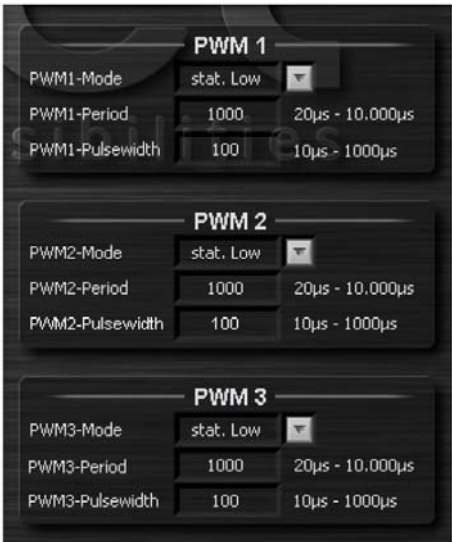 PWM 1
PWM1-Mode stat. Low
PWM1-Period 1000 20µs - 10.000µs
PWM1-Pulsewidth 100 10µs - 1000µs
sibilities
PWM 2
PWM2-Mode stat. Low
PWM2-Period 1000 20µs - 10.000µs
PWM2-Pulsewidth 100 10µs - 1000µs
PWM 3
PWM3-Mode stat. Low
PWM3-Period 1000 20µs - 10.000µs
PWM3-Pulsewidth 100 10µs - 1000µs